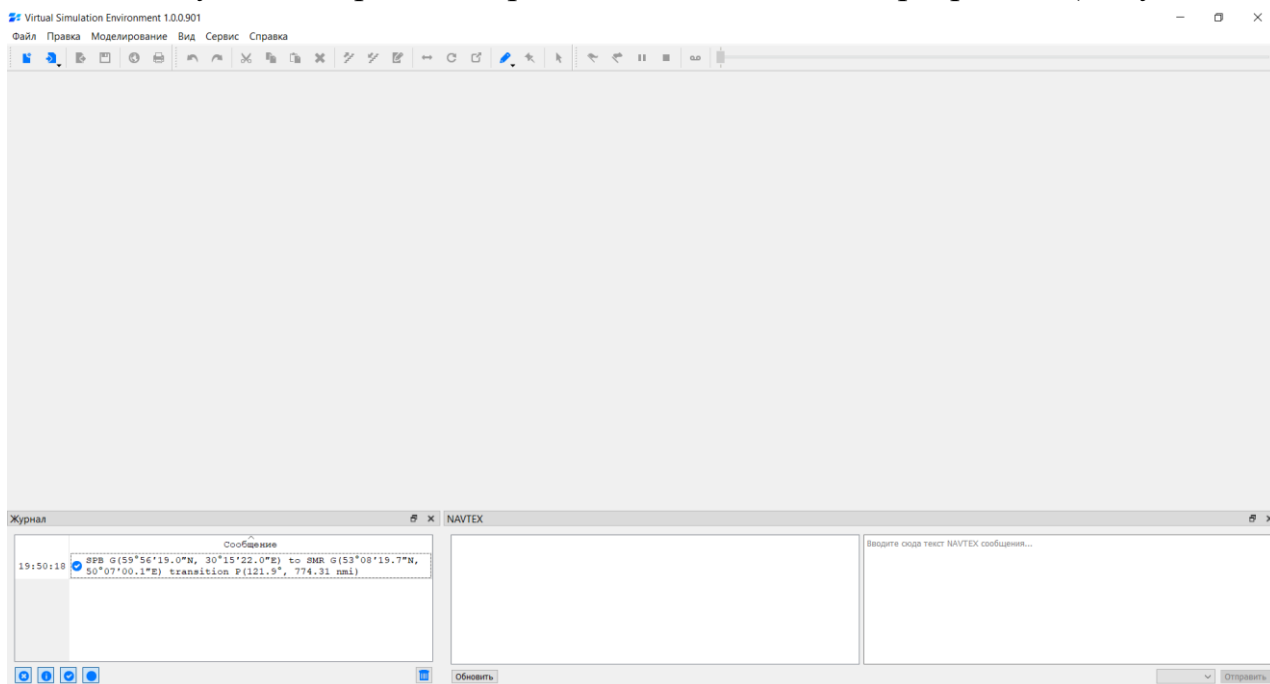 Virtual Simulation Environment 1.0.0.901
Файл Правка Моделирование Вид Сервис Справка
Журнал
NAVTEX
Сообщение
19:50:18
SPB G(59°56'19.0"N, 30°15'22.0"E) to SMR G(53°08'19.7"N,
50°07'00.1"E) transition P(121.9°, 774.31 nmi)
Введите сюда текст NAVTEX сообщения...
Обновить
Отправить